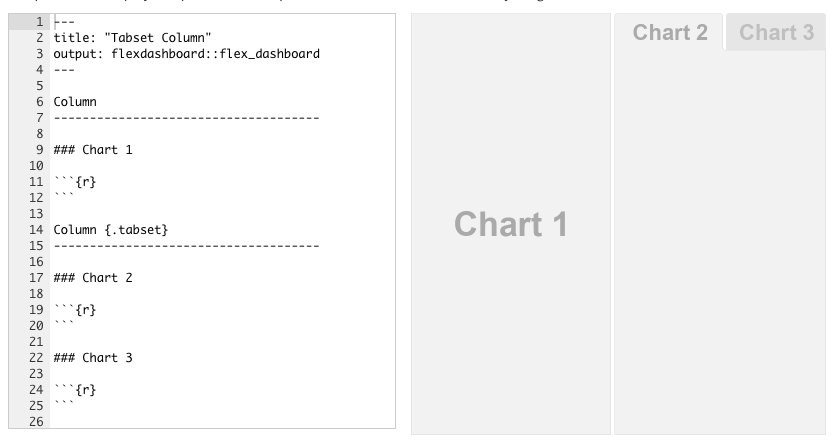 1 ---
2 title: "Tabset Column"
3 output: flexdashboard::flex_dashboard
4 ---
5
6 Column
7 -------------------------------------
8
9 ### Chart 1
10
11 ```{r}
12 ```
13
14 Column {.tabset}
15 -------------------------------------
16
17 ### Chart 2
18
19 ```{r}
20 ```
21
22 ### Chart 3
23
24 ```{r}
25 ```
26
Chart 1
Chart 2
Chart 3